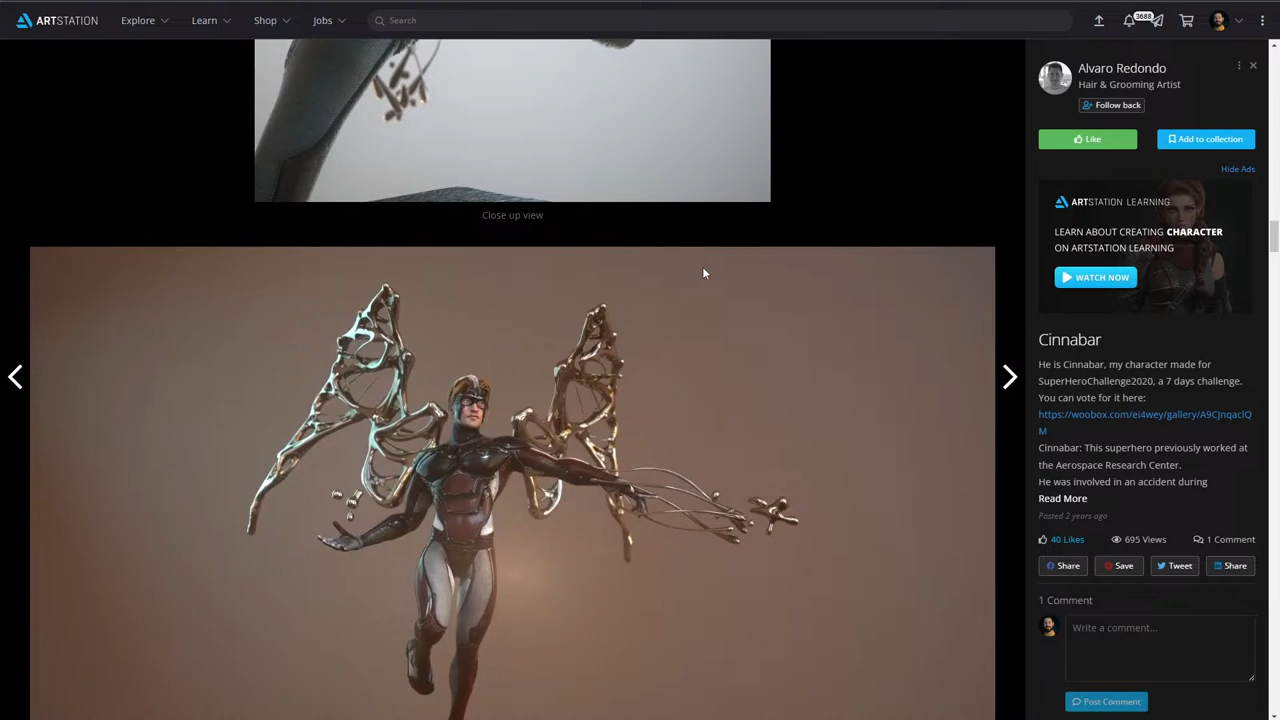 ARTSTATION
Explore
Learn
Shop
Jobs
Search
3688
Alvaro Redondo
Hair & Grooming Artist
Follow back
Like
Add to collection
Hide Ads
ARTSTATION LEARNING
LEARN ABOUT CREATING CHARACTER
ON ARTSTATION LEARNING
WATCH NOW
Close up view
Cinnabar
He is Cinnabar, my character made for
SuperHeroChallenge2020, a 7 days challenge.
You can vote for it here:
https://woobox.com/ei4wey/gallery/A9CJnqaclQ
M
Cinnabar: This superhero previously worked at
the Aerospace Research Center.
He was involved in an accident during
Read More
Posted 2 years ago
40 Likes
695 Views
1 Comment
Share
Save
Tweet
Share
1 Comment
Write a comment...
Post Comment